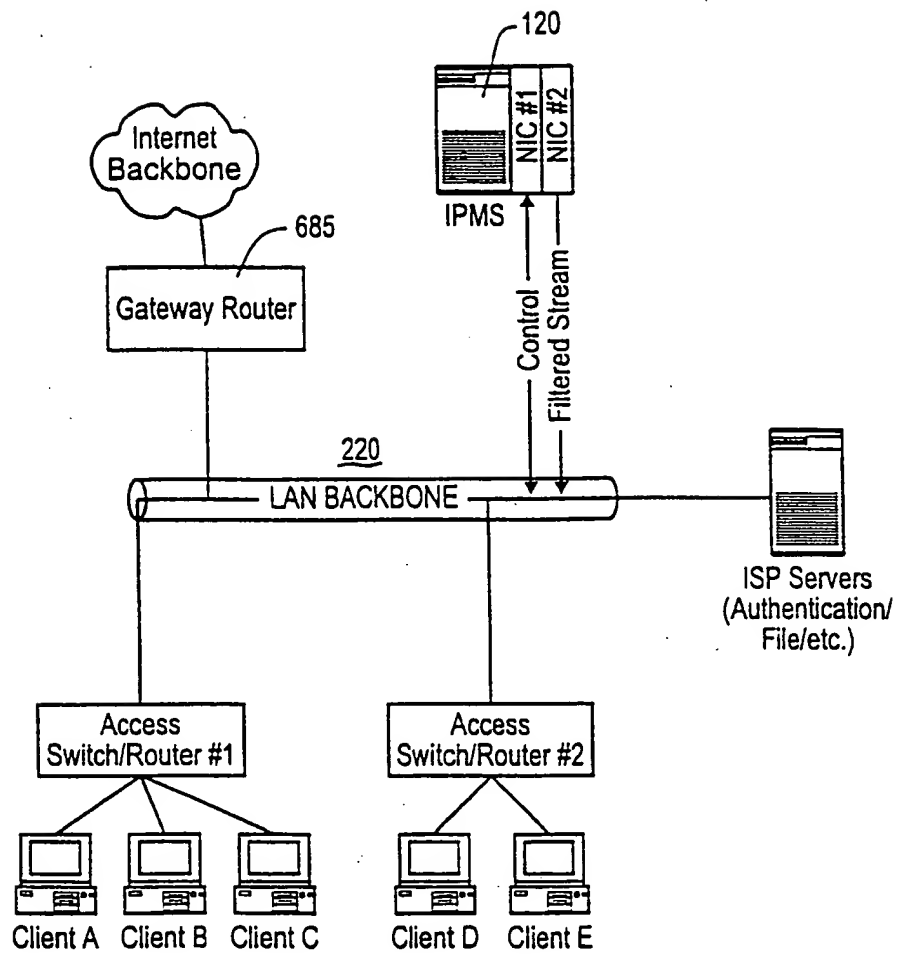 120
Internet
Backbone
NIC #1
NIC #2
IPMS
685
Gateway Router
Control
Filtered Stream
220
LAN BACKBONE
ISP Servers
(Authentication/
File/etc.)
Access
Switch/Router #1
Access
Switch/Router #2
Client A
Client B
Client C
Client D
Client E